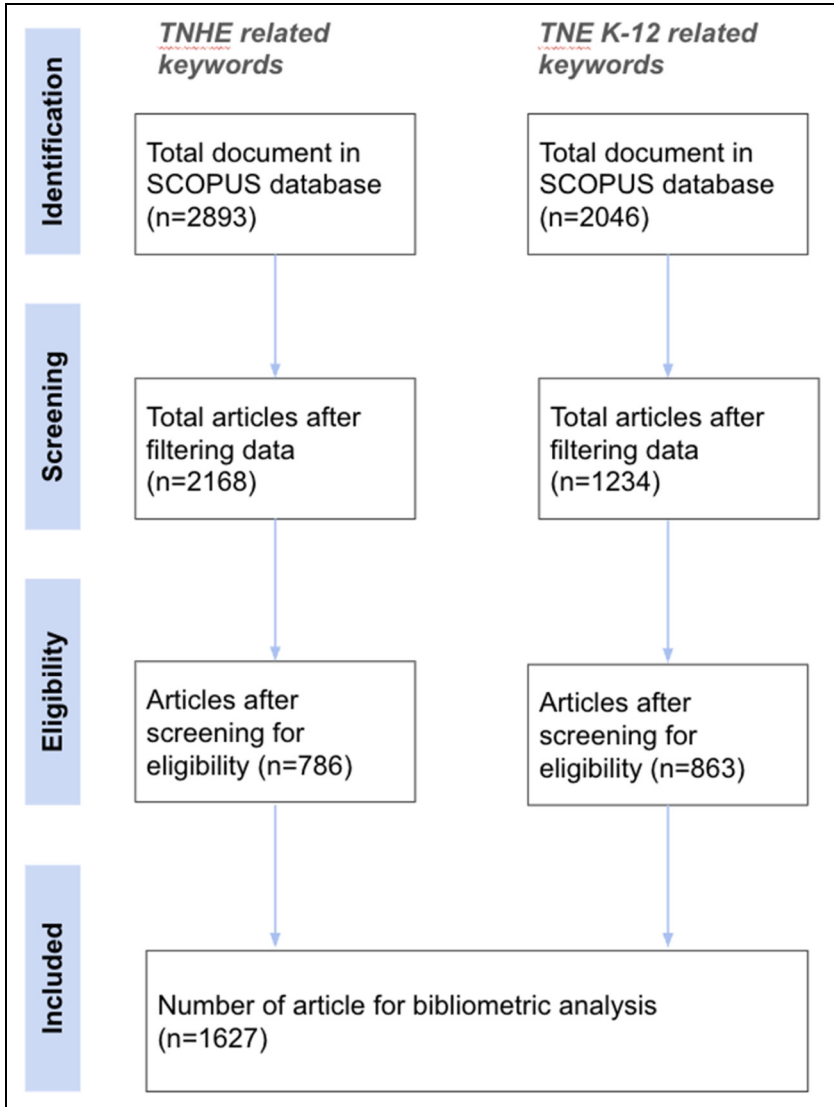 TNHE related
keywords
TNE K-12 related
keywords
Identification
Total document in
SCOPUS database
(n=2893)
Total document in
SCOPUS database
(n=2046)
Screening
Total articles after
filtering data
(n=2168)
Total articles after
filtering data
(n=1234)
Eligibility
Articles after
screening for
eligibility (n=786)
Articles after
screening for
eligibility (n=863)
Included
Number of article for bibliometric analysis
(n=1627)